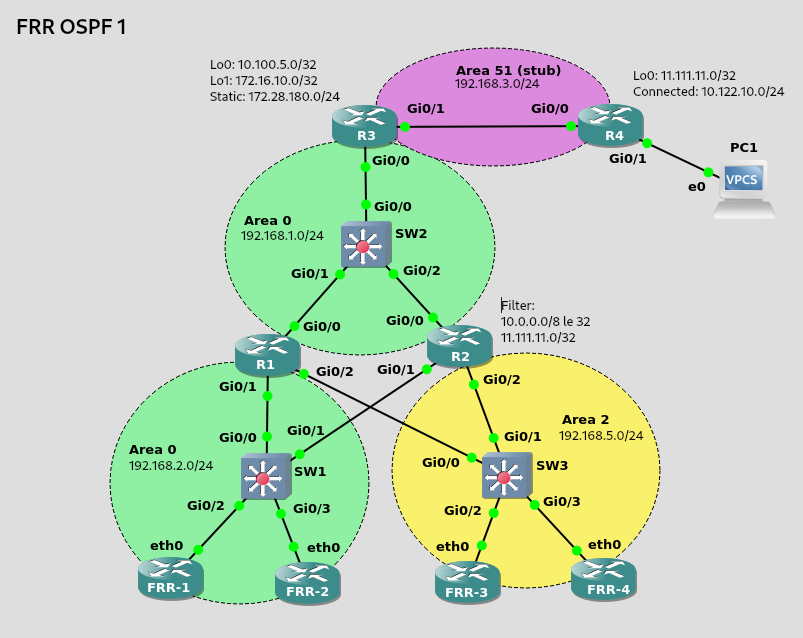 FRR OSPF 1
Lo0: 10.100.5.0/32
Lo1: 172.16.10.0/32
Static: 172.28.180.0/24
Area 51 (stub)
192.168.3.0/24
Lo0: 11.111.11.0/32
Connected: 10.122.10.0/24
Gi0/1
Gi0/0
R3
R4
Gi0/1
PC1
VPCS
e0
Gi0/0
Gi0/0
Area 0
192.168.1.0/24
SW2
Gi0/1
Gi0/2
Filter:
10.0.0.0/8 le 32
11.111.11.0/32
Gi0/0
Gi0/0
R1
R2
Gi0/1
Gi0/2
Gi0/1
Gi0/2
Area 0
192.168.2.0/24
Gi0/0
Gi0/1
SW1
Area 2
192.168.5.0/24
Gi0/1
Gi0/0
SW3
Gi0/2
Gi0/3
Gi0/2
Gi0/3
eth0
eth0
eth0
eth0
FRR-1
FRR-2
FRR-3
FRR-4